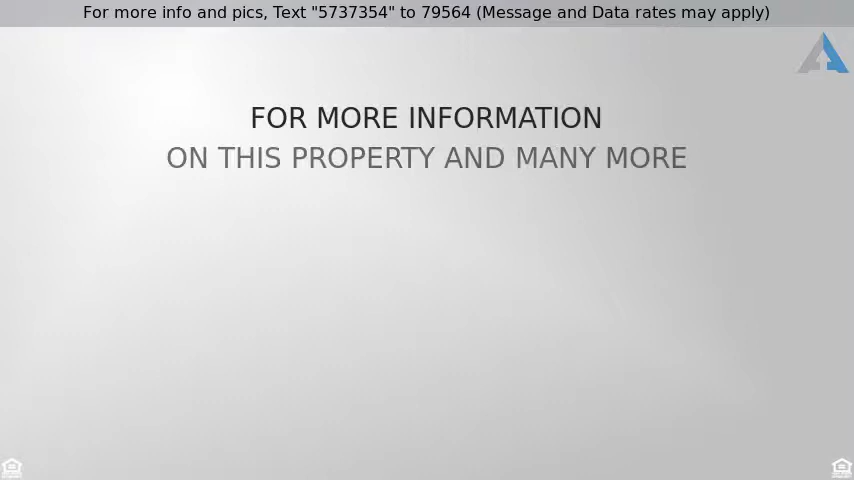 For more info and pics, Text "5737354" to 79564 (Message and Data rates may apply)
FOR MORE INFORMATION
ON THIS PROPERTY AND MANY MORE